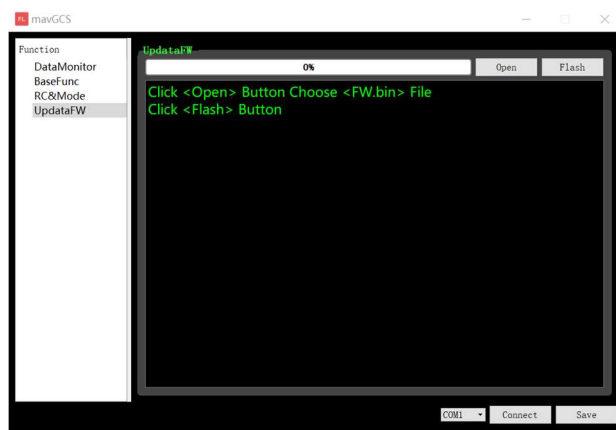 FL mavGCS
Function
DataMonitor
BaseFunc
RC&Mode
UpdataFW
UpdataFW
0%
Open
Flash
Click <Open> Button Choose <FW.bin> File
Click <Flash> Button
COM1
Connect
Save